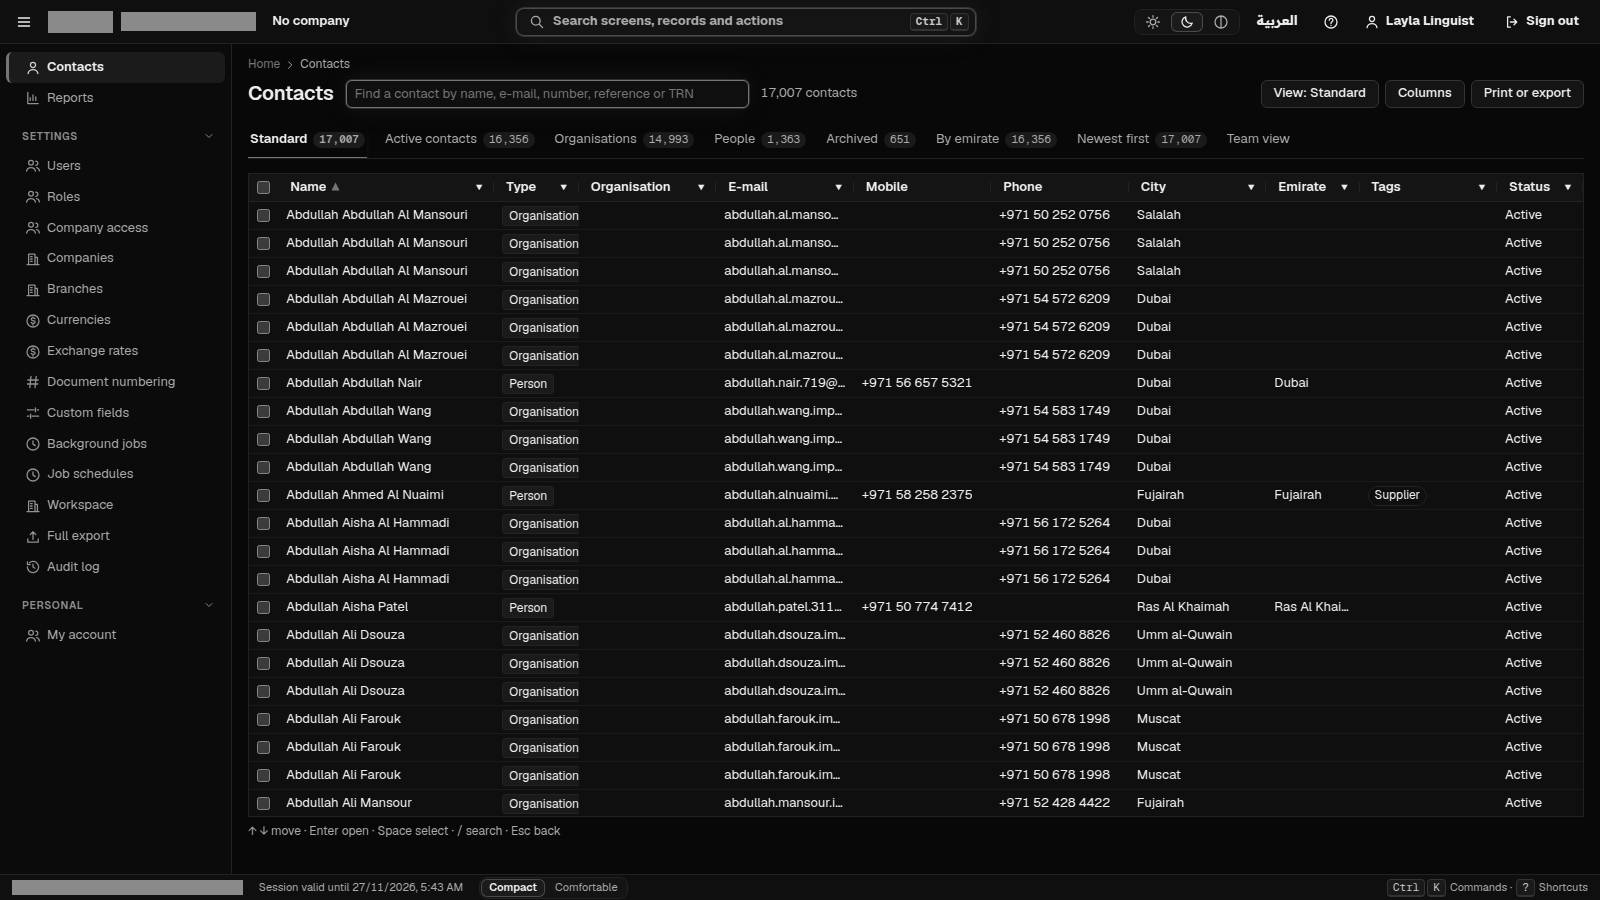 No company
Search screens, records and actions Ctrl K
العربية Layla Linguist Sign out
Contacts
Reports
SETTINGS
Users
Roles
Company access
Companies
Branches
Currencies
Exchange rates
Document numbering
Custom fields
Background jobs
Job schedules
Workspace
Full export
Audit log
PERSONAL
My account
Home > Contacts
Contacts Find a contact by name, e-mail, number, reference or TRN 17,007 contacts View: Standard Columns Print or export
Standard 17,007 Active contacts 16,356 Organisations 14,993 People 1,363 Archived 651 By emirate 16,356 Newest first 17,007 Team view
Name ▲ ▼ Type ▼ Organisation ▼ E-mail ▼ Mobile Phone City ▼ Emirate ▼ Tags ▼ Status ▼
Abdullah Abdullah Al Mansouri Organisation abdullah.al.manso… +971 50 252 0756 Salalah Active
Abdullah Abdullah Al Mansouri Organisation abdullah.al.manso… +971 50 252 0756 Salalah Active
Abdullah Abdullah Al Mansouri Organisation abdullah.al.manso… +971 50 252 0756 Salalah Active
Abdullah Abdullah Al Mazrouei Organisation abdullah.al.mazrou… +971 54 572 6209 Dubai Active
Abdullah Abdullah Al Mazrouei Organisation abdullah.al.mazrou… +971 54 572 6209 Dubai Active
Abdullah Abdullah Al Mazrouei Organisation abdullah.al.mazrou… +971 54 572 6209 Dubai Active
Abdullah Abdullah Nair Person abdullah.nair.719@… +971 56 657 5321 Dubai Dubai Active
Abdullah Abdullah Wang Organisation abdullah.wang.imp… +971 54 583 1749 Dubai Active
Abdullah Abdullah Wang Organisation abdullah.wang.imp… +971 54 583 1749 Dubai Active
Abdullah Abdullah Wang Organisation abdullah.wang.imp… +971 54 583 1749 Dubai Active
Abdullah Ahmed Al Nuaimi Person abdullah.alnuaimi.… +971 58 258 2375 Fujairah Fujairah Supplier Active
Abdullah Aisha Al Hammadi Organisation abdullah.al.hamma… +971 56 172 5264 Dubai Active
Abdullah Aisha Al Hammadi Organisation abdullah.al.hamma… +971 56 172 5264 Dubai Active
Abdullah Aisha Al Hammadi Organisation abdullah.al.hamma… +971 56 172 5264 Dubai Active
Abdullah Aisha Patel Person abdullah.patel.311… +971 50 774 7412 Ras Al Khaimah Ras Al Khai… Active
Abdullah Ali Dsouza Organisation abdullah.dsouza.im… +971 52 460 8826 Umm al-Quwain Active
Abdullah Ali Dsouza Organisation abdullah.dsouza.im… +971 52 460 8826 Umm al-Quwain Active
Abdullah Ali Dsouza Organisation abdullah.dsouza.im… +971 52 460 8826 Umm al-Quwain Active
Abdullah Ali Farouk Organisation abdullah.farouk.im… +971 50 678 1998 Muscat Active
Abdullah Ali Farouk Organisation abdullah.farouk.im… +971 50 678 1998 Muscat Active
Abdullah Ali Farouk Organisation abdullah.farouk.im… +971 50 678 1998 Muscat Active
Abdullah Ali Mansour Organisation abdullah.mansour.i… +971 52 428 4422 Fujairah Active
↑↓ move · Enter open · Space select · / search · Esc back
Session valid until 27/11/2026, 5:43 AM Compact Comfortable Ctrl K Commands · ? Shortcuts